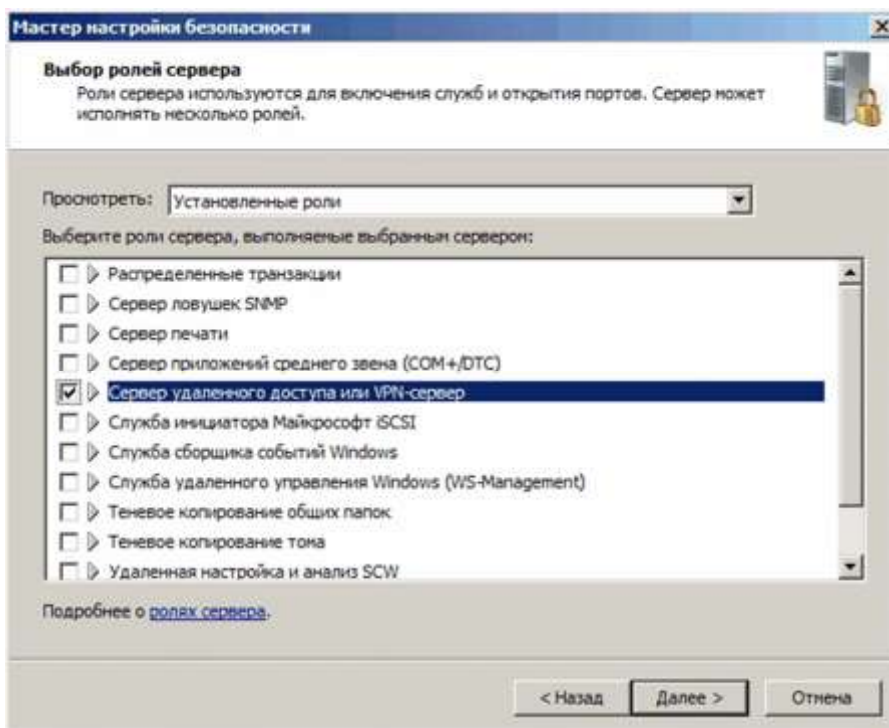 Мастер настройки безопасности
Выбор ролей сервера
Роли сервера используются для включения служб и открытия портов. Сервер может
исполнять несколько ролей.
Просмотреть: Установленные роли
Выберите роли сервера, выполняемые выбранным сервером:
Распределенные транзакции
Сервер ловушек SNMP
Сервер печати
Сервер приложений среднего звена (COM+/DTC)
Сервер удаленного доступа или VPN-сервер
Служба инициатора Майкрософт iSCSI
Служба сборщика событий Windows
Служба удаленного управления Windows (WS-Management)
Теневое копирование общих папок
Теневое копирование тома
Удаленная настройка и анализ SCW
Подробнее о ролях сервера.
< Назад Далее > Отмена